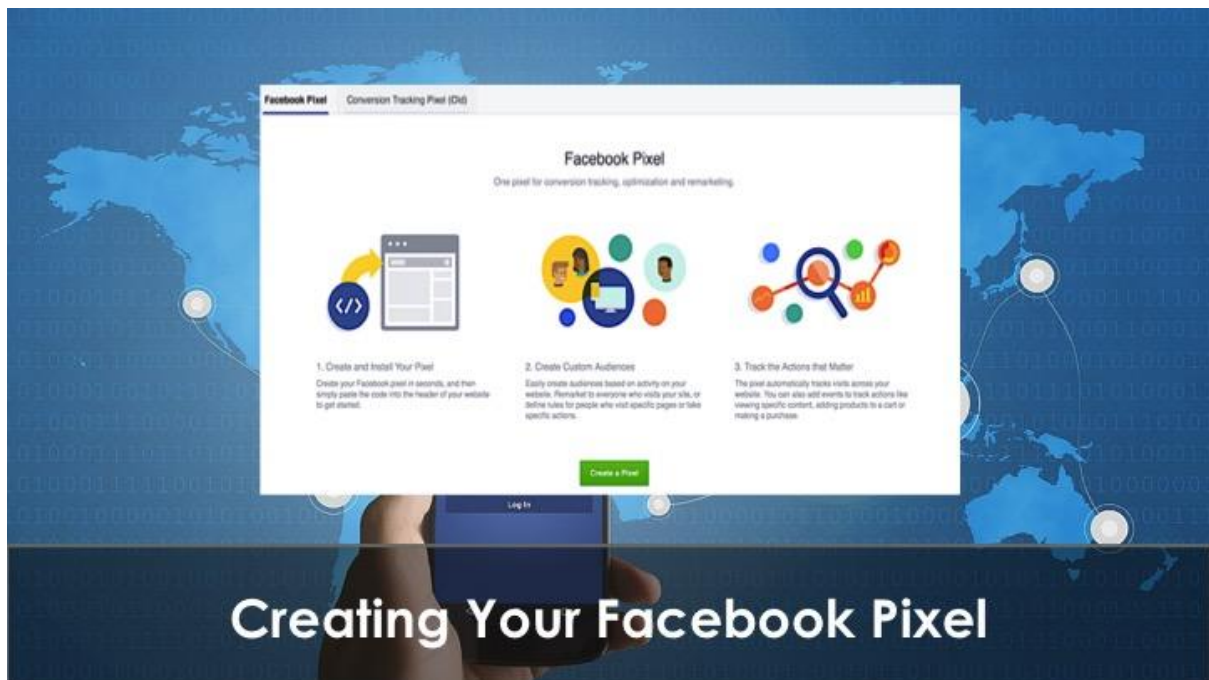 Facebook Pixel Conversion Tracking Pixel (Old)
Facebook Pixel
One pixel for conversion tracking, optimization and remarketing.
1. Create and Install Your Pixel
Create your Facebook pixel in seconds, and then
simply paste the code into the header of your website
to get started.
2. Create Custom Audiences
Easily create audiences based on activity on your
website. Remarket to everyone who visits your site, or
define rules for people who visit specific pages or take
specific actions.
3. Track the Actions that Matter
The pixel automatically tracks visits across your
website. You can also add events to track actions like
viewing specific content, adding products to a cart or
making a purchase.
Create a Pixel
Log In
Creating Your Facebook Pixel